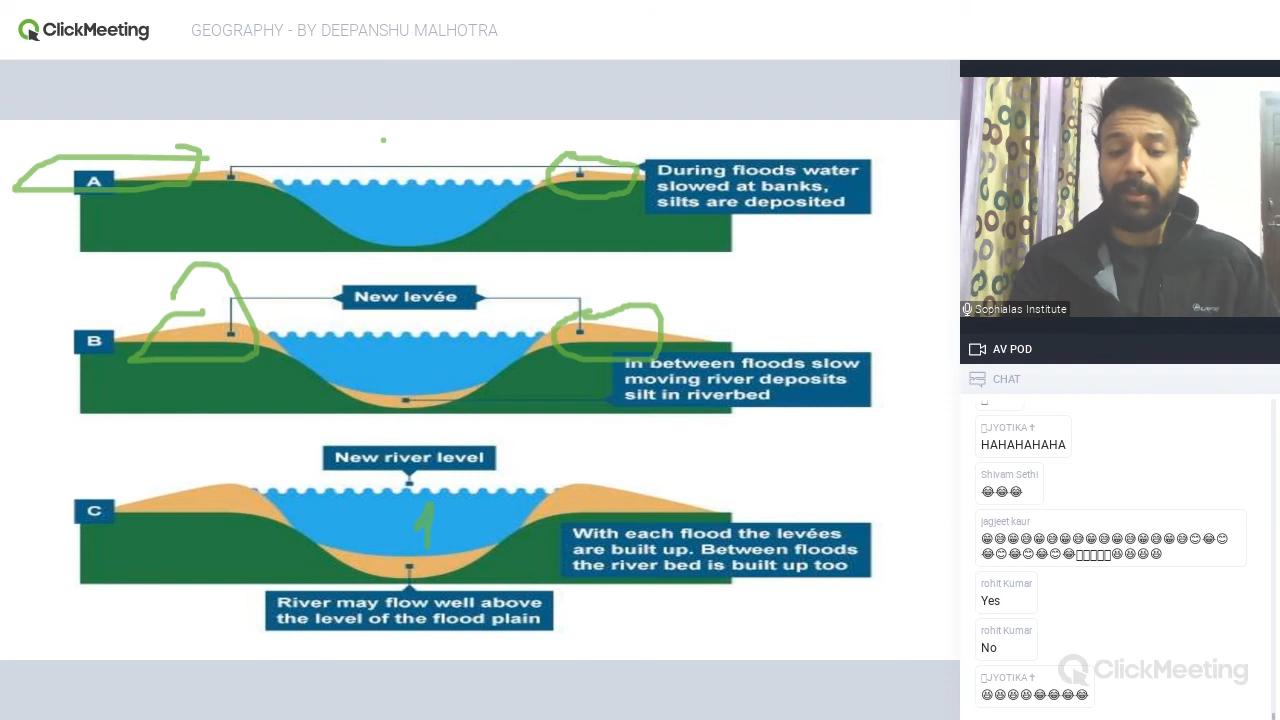 ClickMeeting
GEOGRAPHY - BY DEEPANSHU MALHOTRA
A
During floods water
slowed at banks,
silts are deposited
New levée
B
In between floods slow
moving river deposits
silt in riverbed
New river level
C
1
With each flood the levées
are built up. Between floods
the river bed is built up too
River may flow well above
the level of the flood plain
Sophialas Institute
AV POD
CHAT
JYOTIKA✝
HAHAHAHAHA
Shivam Sethi
😂😂😂
jagjeet kaur
rohit Kumar
Yes
rohit Kumar
No
JYOTIKA✝
ClickMeeting